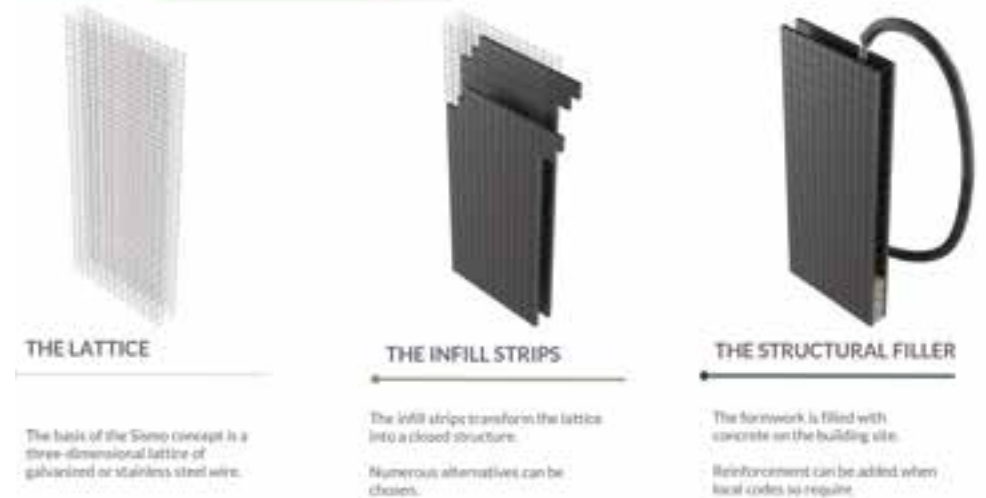 THE LATTICE
The basis of the Sismo concept is a
three-dimensional lattice of
galvanized or stainless steel wire.
THE INFILL STRIPS
The infill strips transform the lattice
into a closed structure.
Numerous alternatives can be
chosen.
THE STRUCTURAL FILLER
The formwork is filled with
concrete on the building site.
Reinforcement can be added when
local codes so require